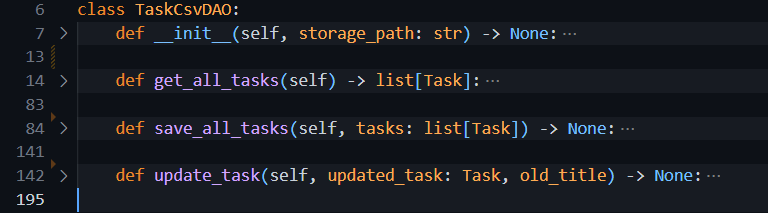 6 class TaskCsvDAO:
7 > def __init__(self, storage_path: str) -> None:···
13
14 > def get_all_tasks(self) -> list[Task]:···
83
84 > def save_all_tasks(self, tasks: list[Task]) -> None:···
141
142 > def update_task(self, updated_task: Task, old_title) -> None:···
195